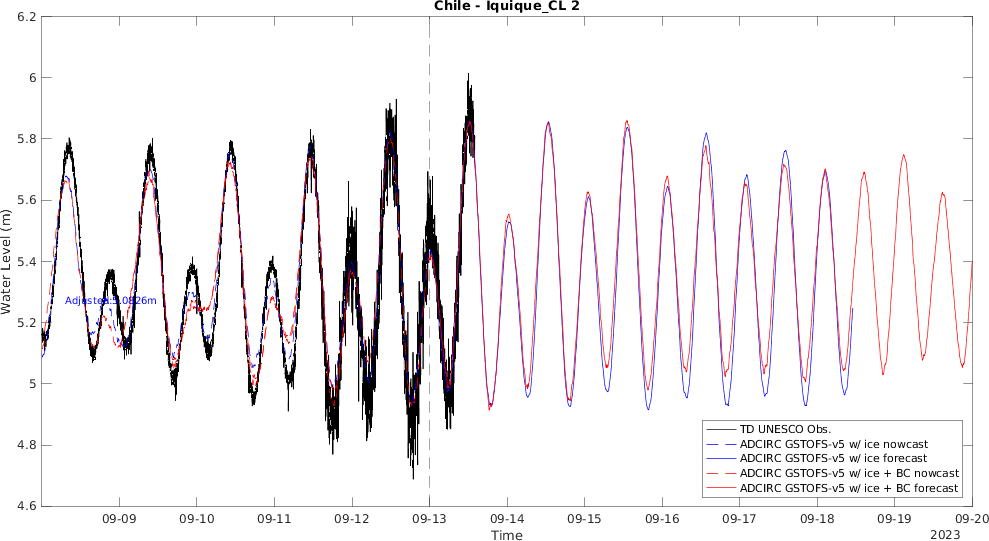 Chile - Iquique_CL 2
Water Level (m)
6.2
6
5.8
5.6
5.4
5.2
5
4.8
4.6
TD UNESCO Obs.
ADCIRC GSTOFS-v5 w/ ice nowcast
ADCIRC GSTOFS-v5 w/ ice forecast
ADCIRC GSTOFS-v5 w/ ice + BC nowcast
ADCIRC GSTOFS-v5 w/ ice + BC forecast
09-09 09-10 09-11 09-12 09-13 09-14 09-15 09-16 09-17 09-18 09-19 09-20
Time
2023